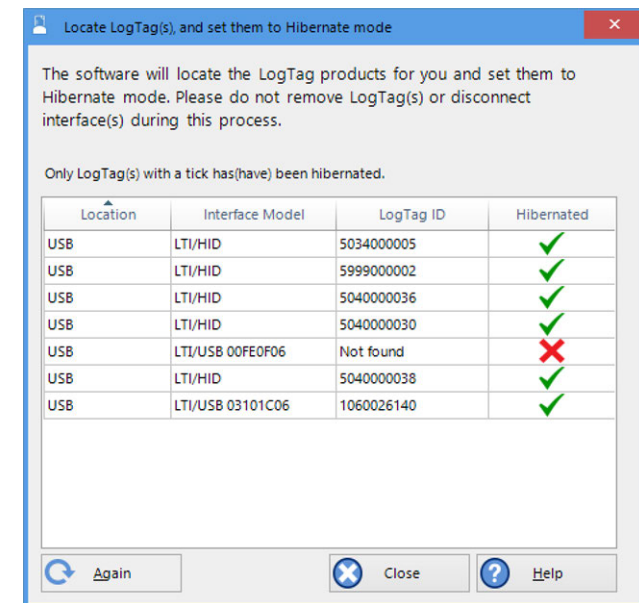 Locate LogTag(s), and set them to Hibernate mode
The software will locate the LogTag products for you and set them to
Hibernate mode. Please do not remove LogTag(s) or disconnect
interface(s) during this process.
Only LogTag(s) with a tick has(have) been hibernated.
Location Interface Model LogTag ID Hibernated
USB LTI/HID 5034000005
USB LTI/HID 5999000002
USB LTI/HID 5040000036
USB LTI/HID 5040000030
USB LTI/USB 00FE0F06 Not found
USB LTI/HID 5040000038
USB LTI/USB 03101C06 1060026140
Again Close Help